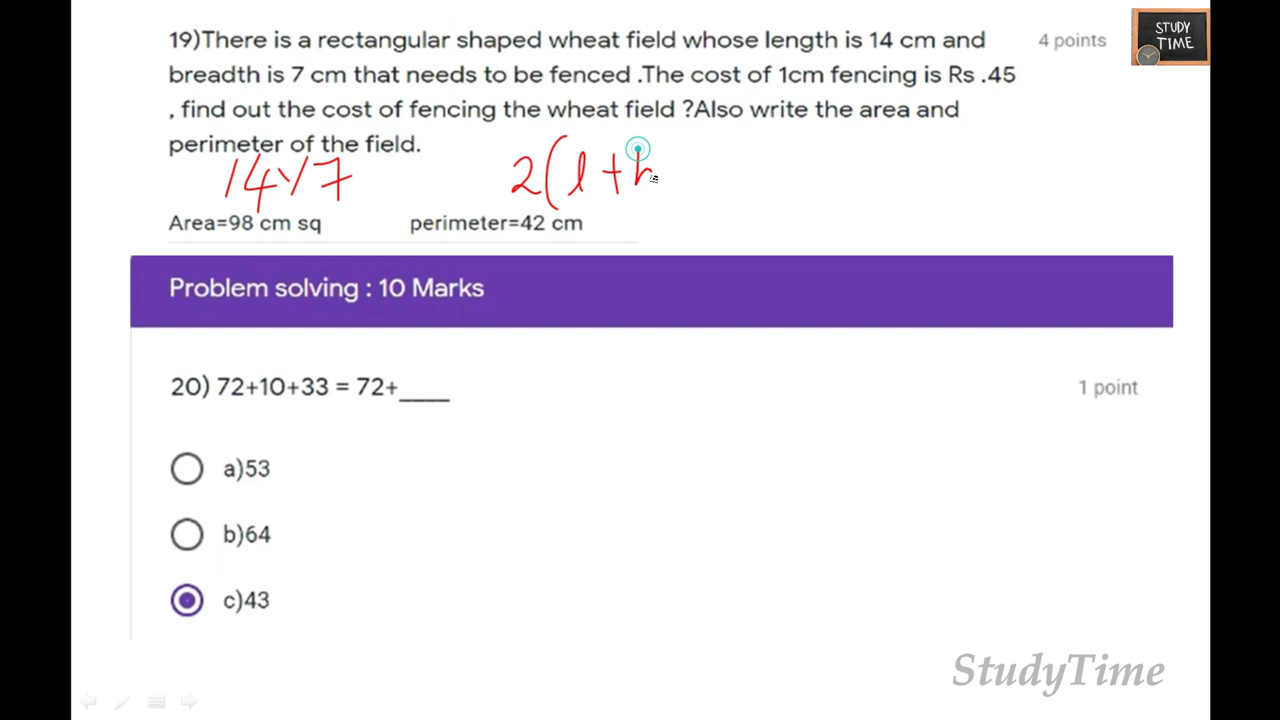 19)There is a rectangular shaped wheat field whose length is 14 cm and
4 points
STUDY
TIME
breadth is 7 cm that needs to be fenced .The cost of 1cm fencing is Rs .45
, find out the cost of fencing the wheat field ?Also write the area and
perimeter of the field.
14×7
2(l+b
Area=98 cm sq
perimeter=42 cm
Problem solving : 10 Marks
20) 72+10+33 = 72+____
1 point
a)53
b)64
c)43
StudyTime